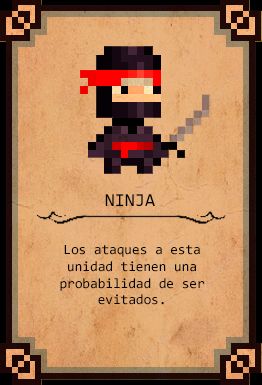 NINJA
Los ataques a esta
unidad tienen una
probabilidad de ser
evitados.